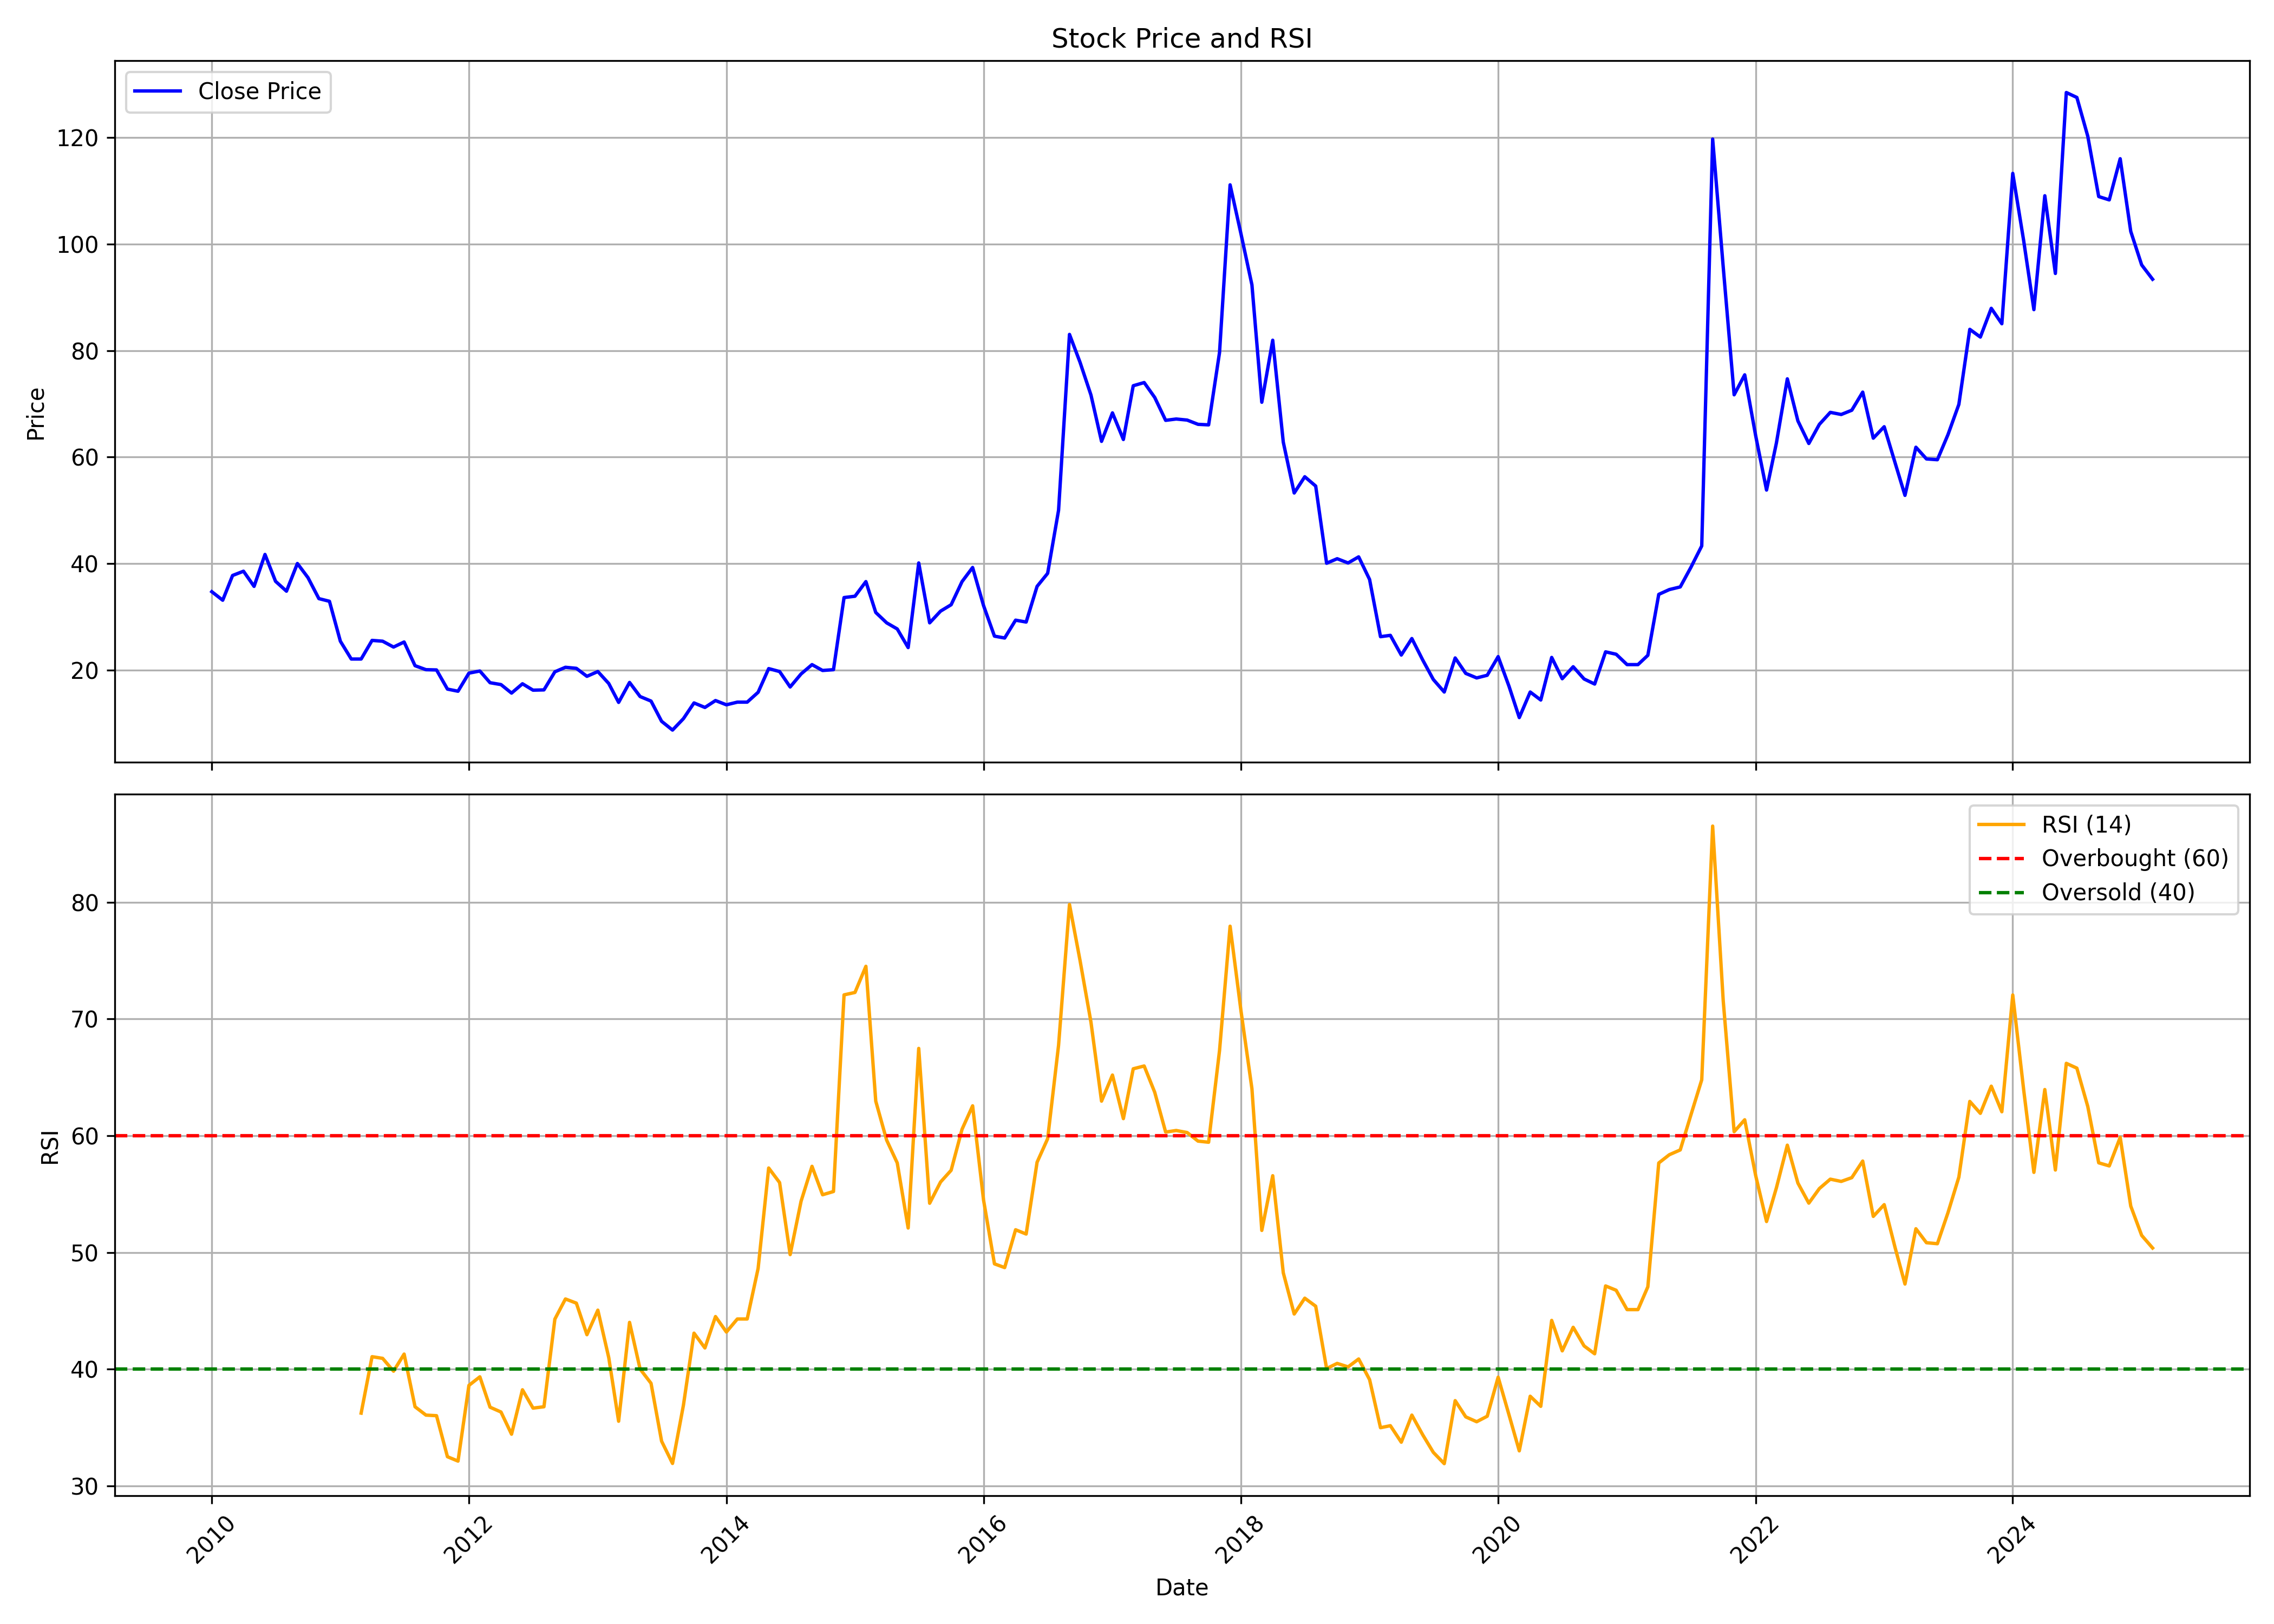 Stock Price and RSI
Close Price
120
100
80
60
40
20
Price
RSI (14)
Overbought (60)
Oversold (40)
80
70
60
50
40
30
RSI
2010
2012
2014
2016
2018
2020
2022
2024
Date